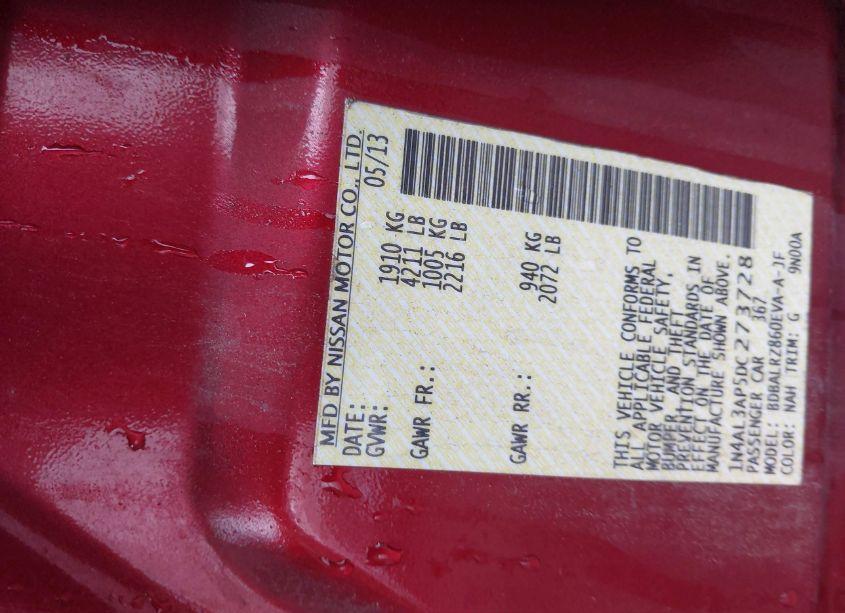 MFD BY NISSAN MOTOR CO., LTD.
DATE: 05/13
GVWR: 1910 KG
4211 LB
GAWR FR.: 1005 KG
2216 LB
GAWR RR.: 940 KG
2072 LB
THIS VEHICLE CONFORMS TO
ALL APPLICABLE FEDERAL
MOTOR VEHICLE SAFETY,
BUMPER AND THEFT
PREVENTION STANDARDS IN
EFFECT ON THE DATE OF
MANUFACTURE SHOWN ABOVE.
1N4AL3AP5DC273728
PASSENGER CAR 367
MODEL: BDBALRZ860EVA-A-JF
COLOR: NAH TRIM: G 9N00A